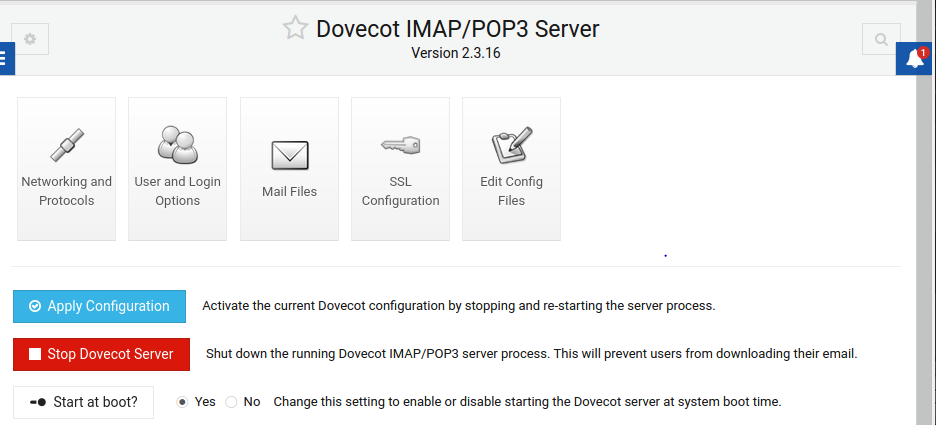 Dovecot IMAP/POP3 Server
Version 2.3.16
1
Networking and
Protocols
User and Login
Options
Mail Files
SSL
Configuration
Edit Config
Files
Apply Configuration
Activate the current Dovecot configuration by stopping and re-starting the server process.
Stop Dovecot Server
Shut down the running Dovecot IMAP/POP3 server process. This will prevent users from downloading their email.
Start at boot?
Yes
No
Change this setting to enable or disable starting the Dovecot server at system boot time.